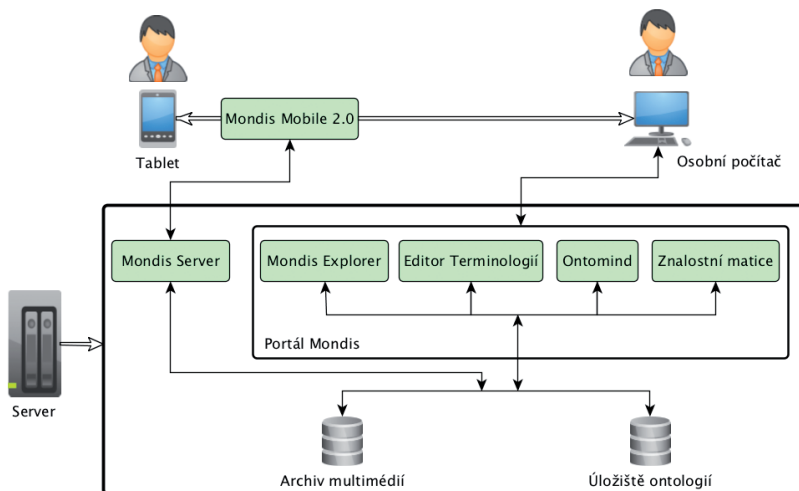 Mondis Mobile 2.0
Tablet
Osobní počítač
Mondis Server
Mondis Explorer
Editor Terminologií
Ontomind
Znalostní matice
Portál Mondis
Server
Archiv multimédií
Úložiště ontologií